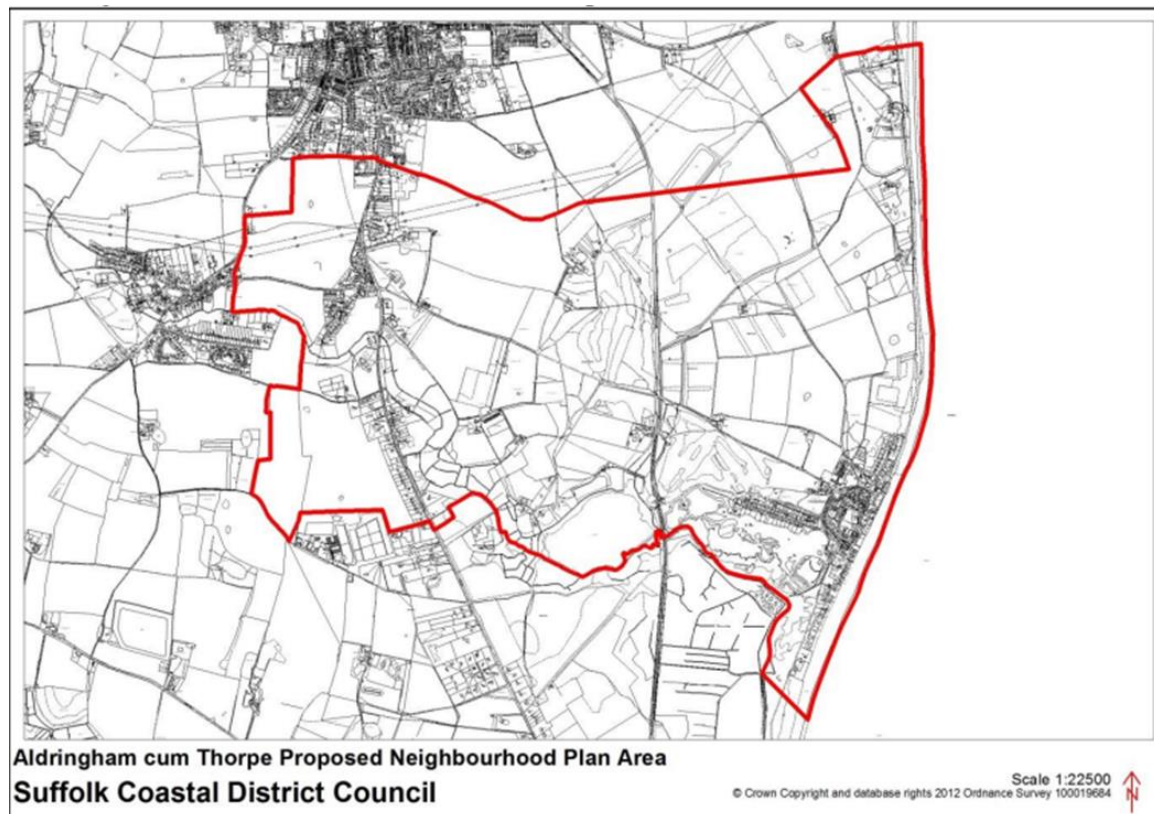 Aldringham cum Thorpe Proposed Neighbourhood Plan Area
Suffolk Coastal District Council
Scale 1:22500
© Crown Copyright and database rights 2012 Ordnance Survey 100019684
N